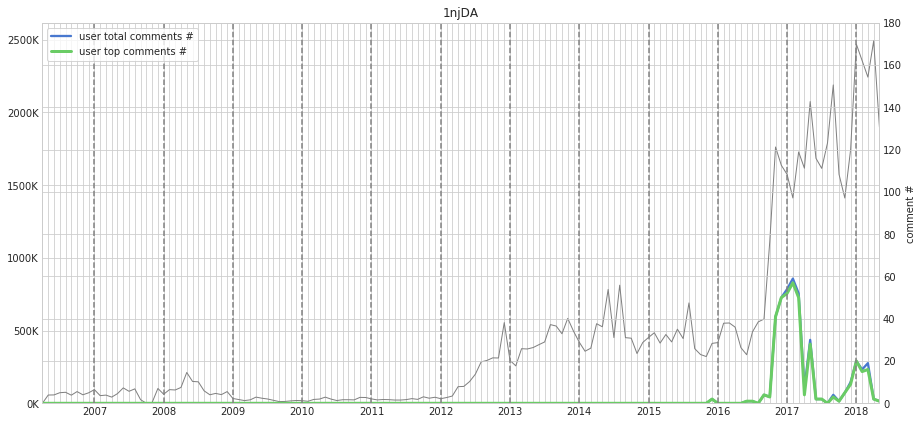 1njDA
user total comments #
user top comments #
2500K
2000K
1500K
1000K
500K
0K
180
160
140
120
100
80
60
40
20
0
comment #
2007 2008 2009 2010 2011 2012 2013 2014 2015 2016 2017 2018